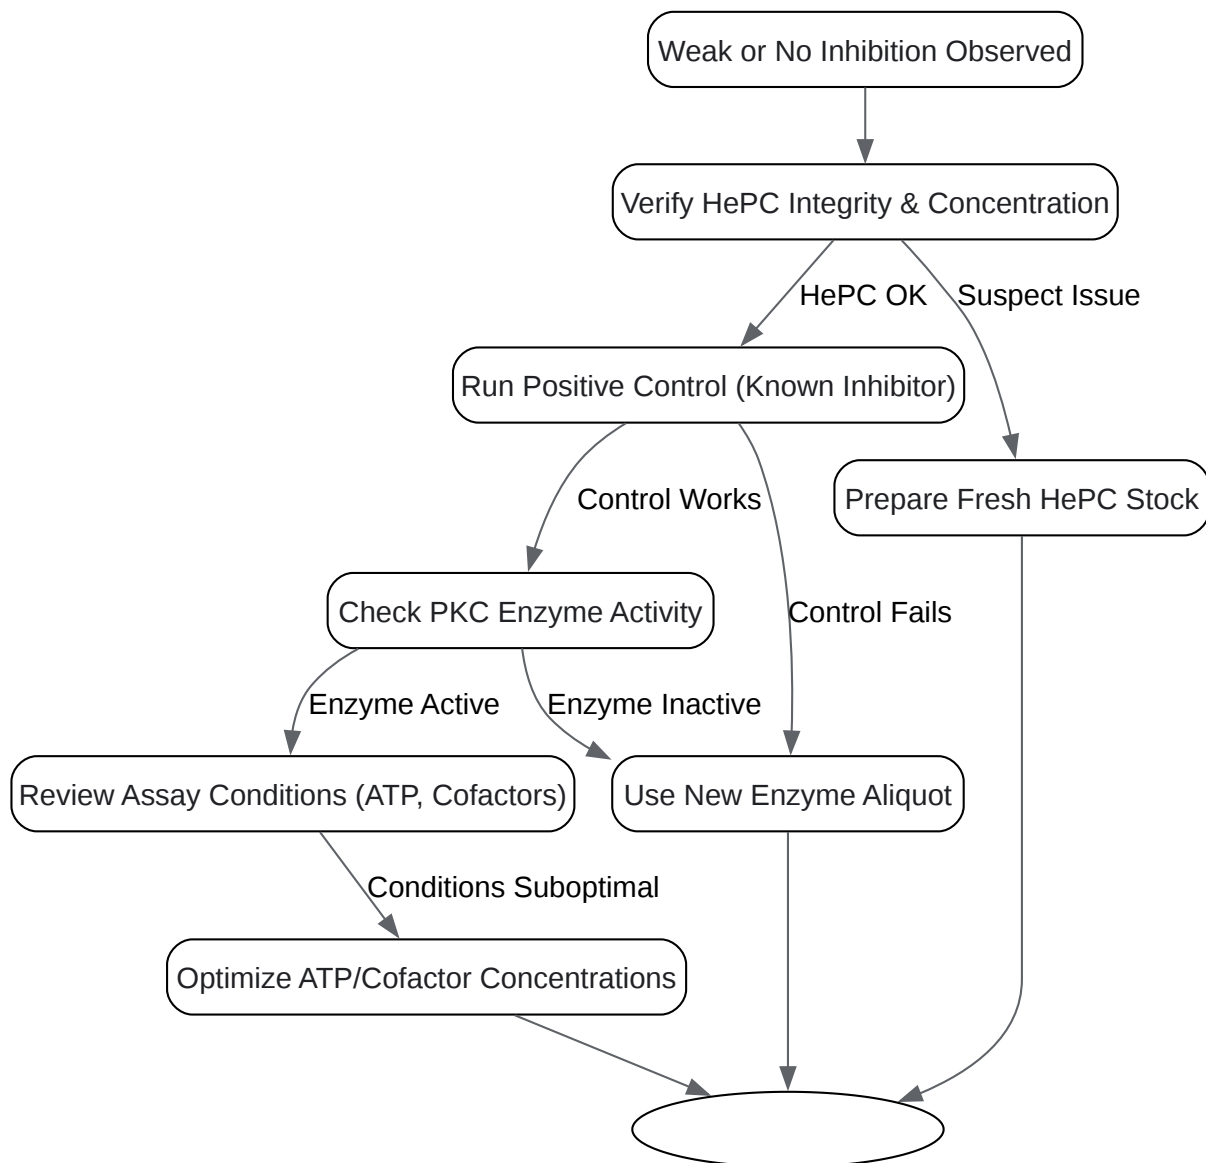 Weak or No Inhibition Observed
Verify HePC Integrity & Concentration
HePC OK
Suspect Issue
Run Positive Control (Known Inhibitor)
Control Works
Prepare Fresh HePC Stock
Check PKC Enzyme Activity
Control Fails
Enzyme Active
Enzyme Inactive
Review Assay Conditions (ATP, Cofactors)
Use New Enzyme Aliquot
Conditions Suboptimal
Optimize ATP/Cofactor Concentrations